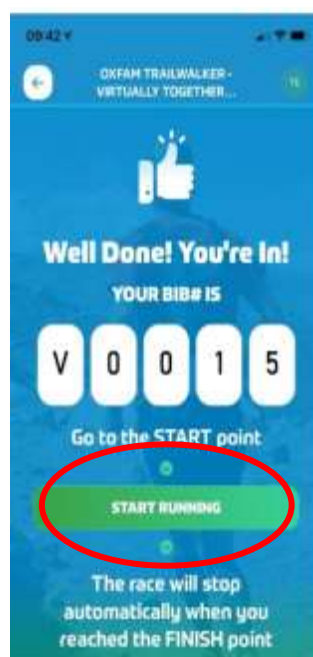 09:42
OXFAM TRAILWALKER -
VIRTUALLY TOGETHER...
Well Done! You're In!
YOUR BIB# IS
V 0 0 1 5
Go to the START point
START RUNNING
The race will stop
automatically when you
reached the FINISH point